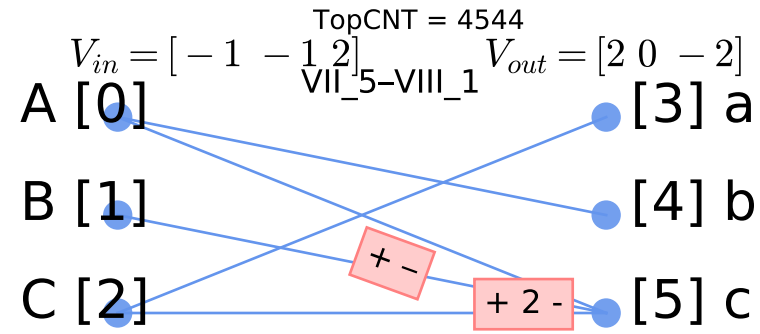 TopCNT = 4544
V_in = [ − 1 − 1 2] V_out = [2 0 − 2]
VII_5–VIII_1
A [0] [3] a
B [1] [4] b
+ −
C [2] + 2 - [5] c